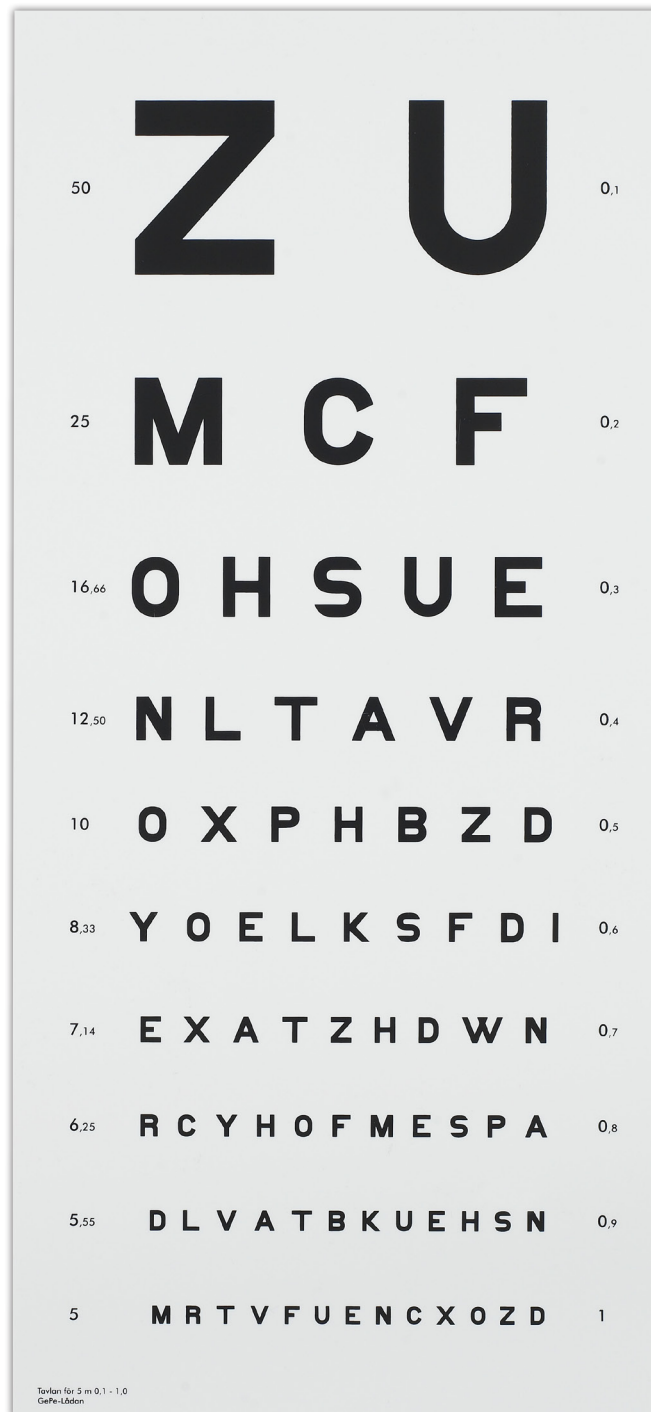 50 Z U 0,1
25 M C F 0,2
16,66 O H S U E 0,3
12,50 N L T A V R 0,4
10 O X P H B Z D 0,5
8,33 Y O E L K S F D I 0,6
7,14 E X A T Z H D W N 0,7
6,25 R C Y H O F M E S P A 0,8
5,55 D L V A T B K U E H S N 0,9
5 M R T V F U E N C X O Z D 1
Tavlan för 5 m 0,1 - 1,0
GePe-Lådan